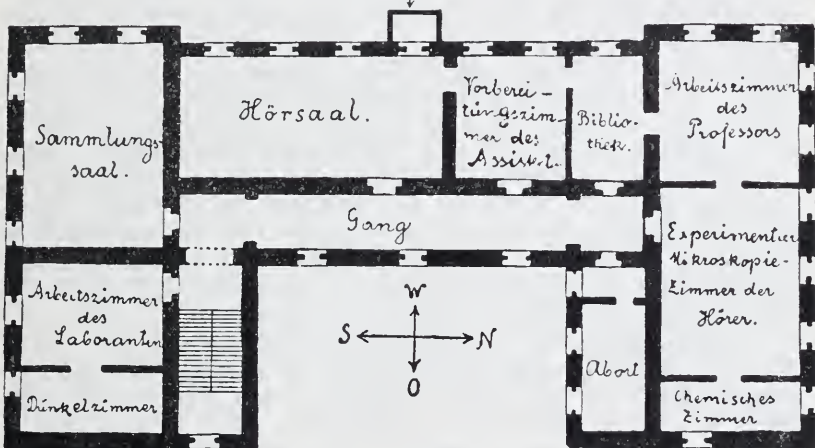 Sammlungs-
saal.
Hörsaal.
Vorberei-
tungszim-
mer des
Assist.
Biblio-
thek.
Arbeitszimmer
des
Professors
Gang
Experimentier
Mikroskopie-
Zimmer der
Hörer.
Arbeitszimmer
des
Laboranten
Dunkelzimmer
W
S
N
O
Abort
Chemisches
Zimmer